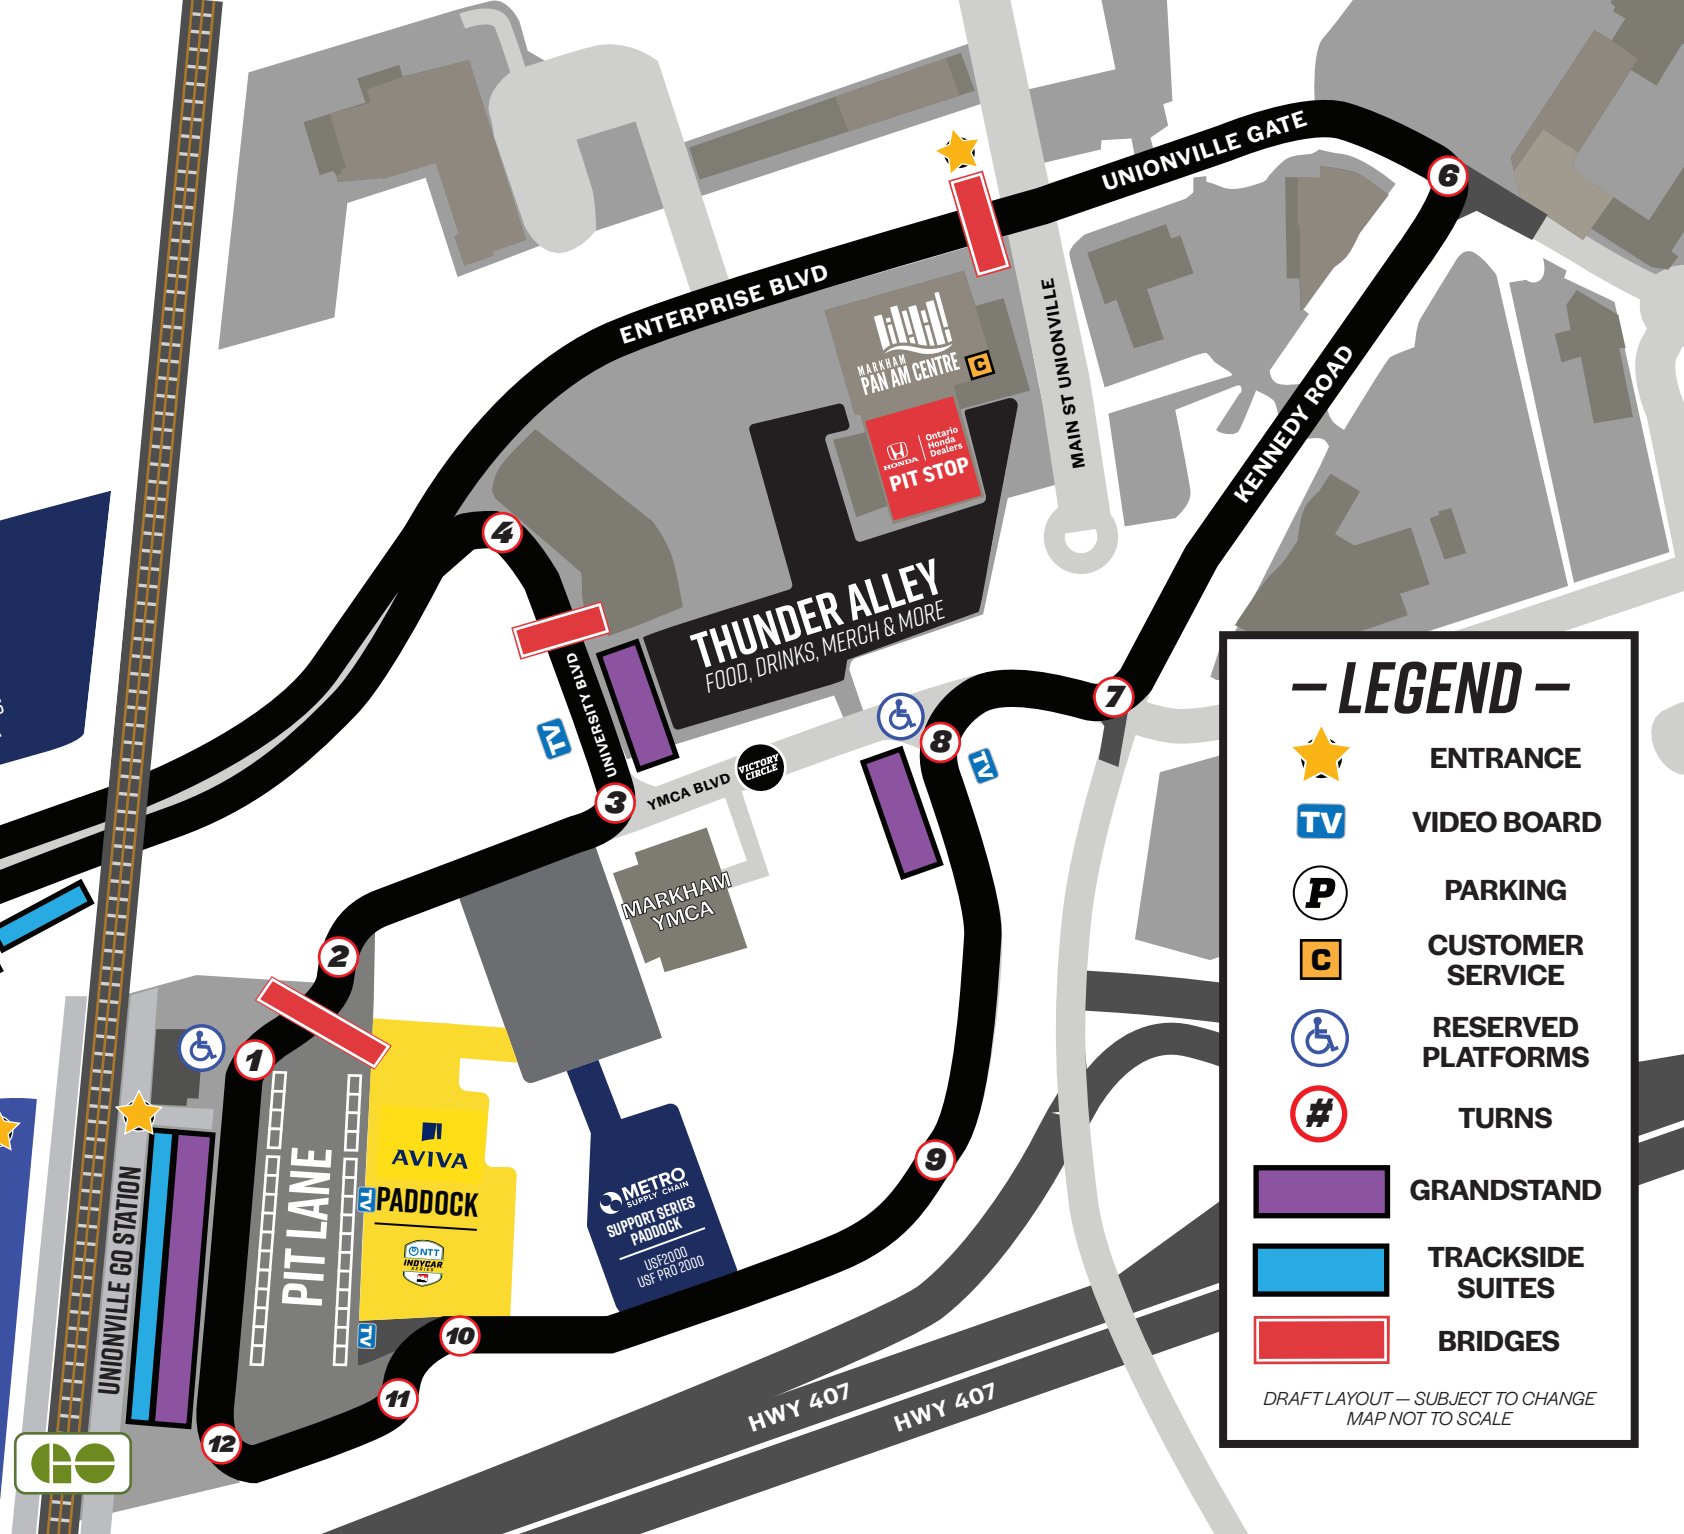 UNIONVILLE GATE
6
ENTERPRISE BLVD
MAIN ST UNIONVILLE
MARKHAM
PAN AM CENTRE
C
KENNEDY ROAD
HONDA
Ontario
Honda
Dealers
PIT STOP
4
THUNDER ALLEY
FOOD, DRINKS, MERCH & MORE
UNIVERSITY BLVD
TV
7
8
TV
VICTORY
CIRCLE
YMCA BLVD
3
MARKHAM
YMCA
2
1
PIT LANE
UNIONVILLE GO STATION
AVIVA
TV
PADDOCK
NTT
INDYCAR
SERIES
TV
METRO
SUPPLY CHAIN
SUPPORT SERIES
PADDOCK
USF2000
USF PRO 2000
9
10
11
12
GO
HWY 407
HWY 407
LEGEND
ENTRANCE
TV
VIDEO BOARD
P
PARKING
C
CUSTOMER
SERVICE
RESERVED
PLATFORMS
#
TURNS
GRANDSTAND
TRACKSIDE
SUITES
BRIDGES
DRAFT LAYOUT — SUBJECT TO CHANGE
MAP NOT TO SCALE